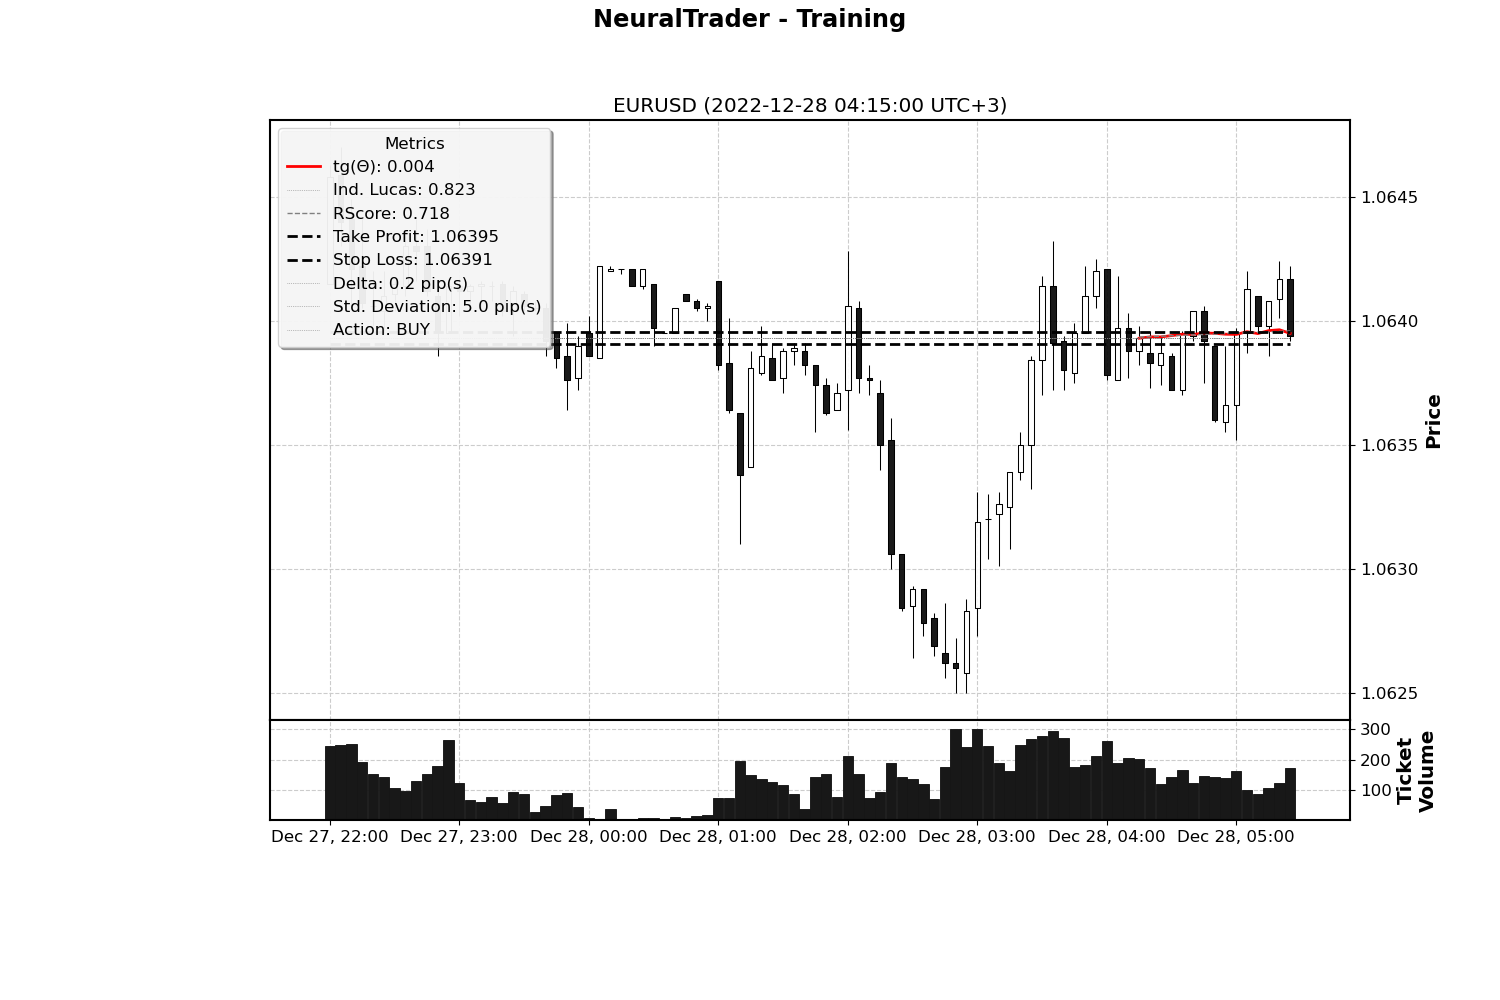 NeuralTrader - Training
EURUSD (2022-12-28 04:15:00 UTC+3)
Metrics
tg(Θ): 0.004
Ind. Lucas: 0.823
RScore: 0.718
Take Profit: 1.06395
Stop Loss: 1.06391
Delta: 0.2 pip(s)
Std. Deviation: 5.0 pip(s)
Action: BUY
1.0645
1.0640
1.0635
1.0630
1.0625
Price
300
200
100
Ticket
Volume
Dec 27, 22:00 Dec 27, 23:00 Dec 28, 00:00 Dec 28, 01:00 Dec 28, 02:00 Dec 28, 03:00 Dec 28, 04:00 Dec 28, 05:00